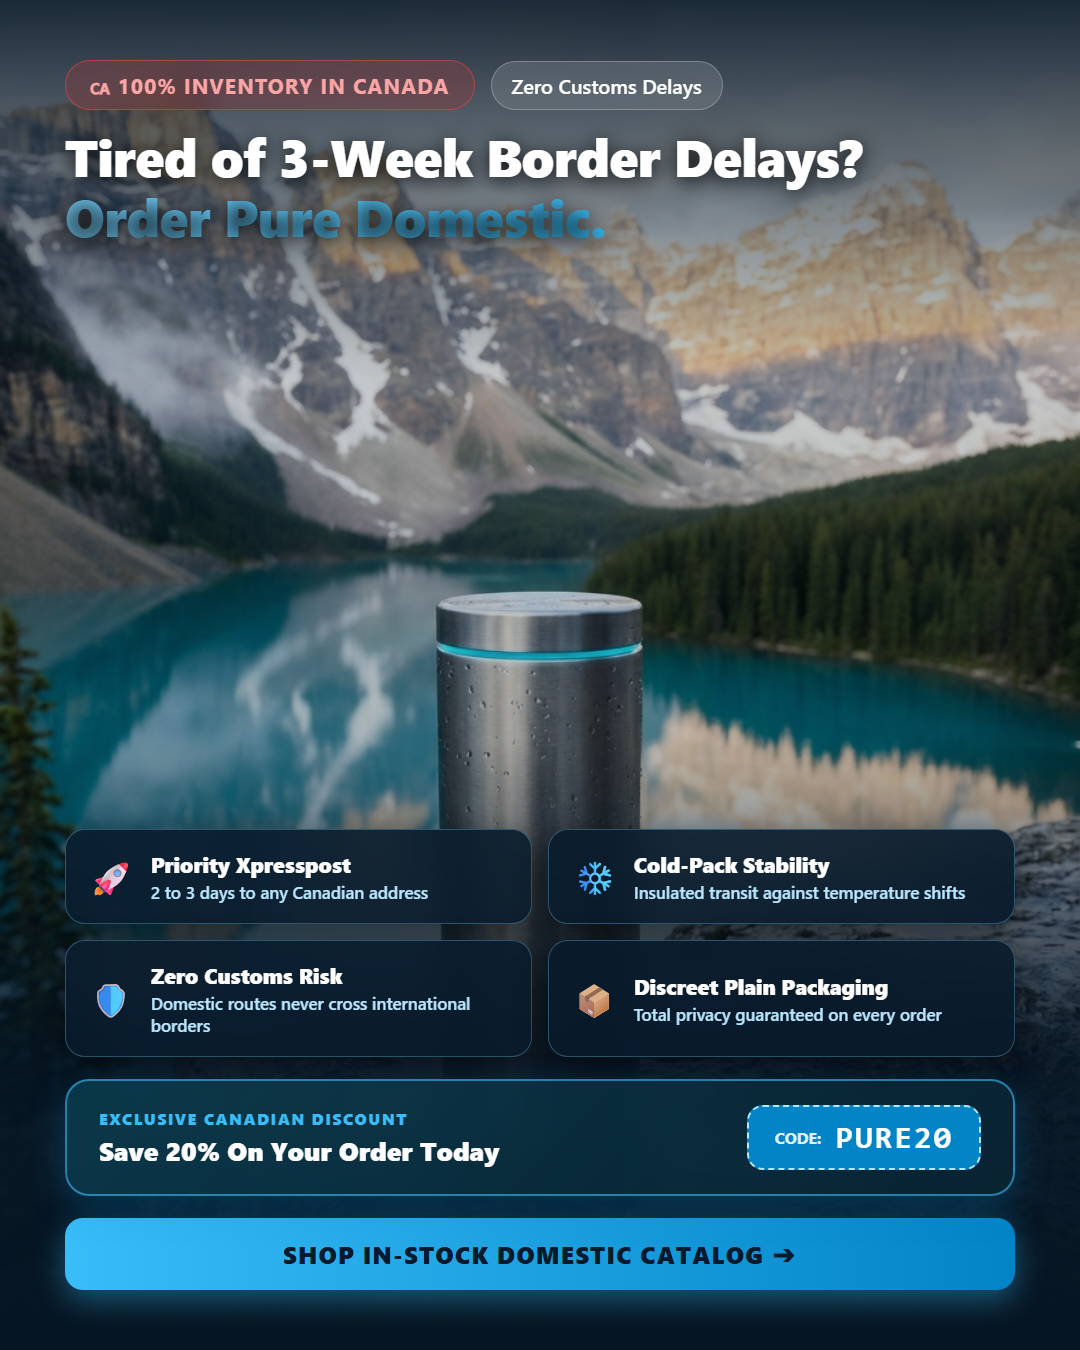 CA 100% INVENTORY IN CANADA
Zero Customs Delays
Tired of 3-Week Border Delays?
Order Pure Domestic.
Priority Xpresspost
2 to 3 days to any Canadian address
Cold-Pack Stability
Insulated transit against temperature shifts
Zero Customs Risk
Domestic routes never cross international
borders
Discreet Plain Packaging
Total privacy guaranteed on every order
EXCLUSIVE CANADIAN DISCOUNT
Save 20% On Your Order Today
CODE: PURE20
SHOP IN-STOCK DOMESTIC CATALOG →